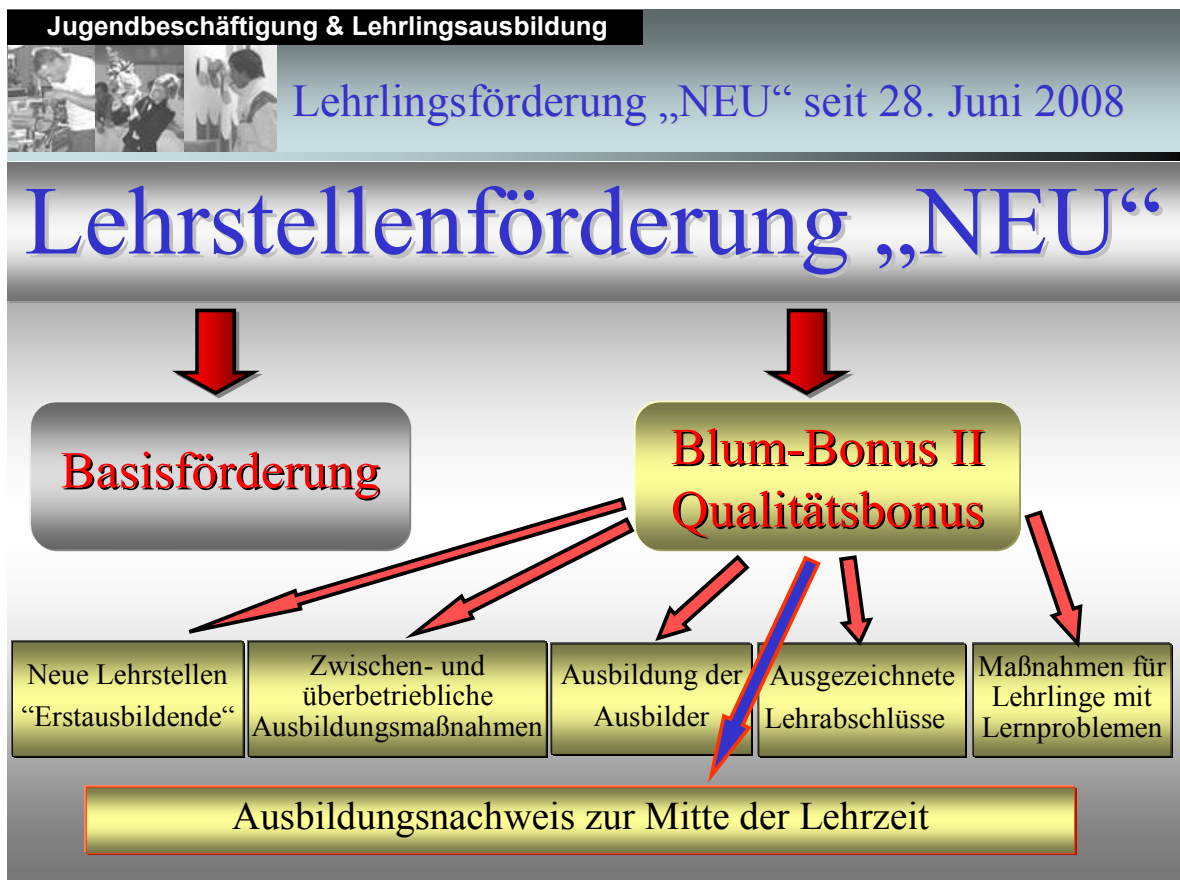 Jugendbeschäftigung & Lehrlingsausbildung
Lehrlingsförderung „NEU“ seit 28. Juni 2008
Lehrstellenförderung „NEU“
Basisförderung
Blum-Bonus II
Qualitätsbonus
Neue Lehrstellen
“Erstausbildende“
Zwischen- und
überbetriebliche
Ausbildungsmaßnahmen
Ausbildung der
Ausbilder
Ausgezeichnete
Lehrabschlüsse
Maßnahmen für
Lehrlinge mit
Lernproblemen
Ausbildungsnachweis zur Mitte der Lehrzeit